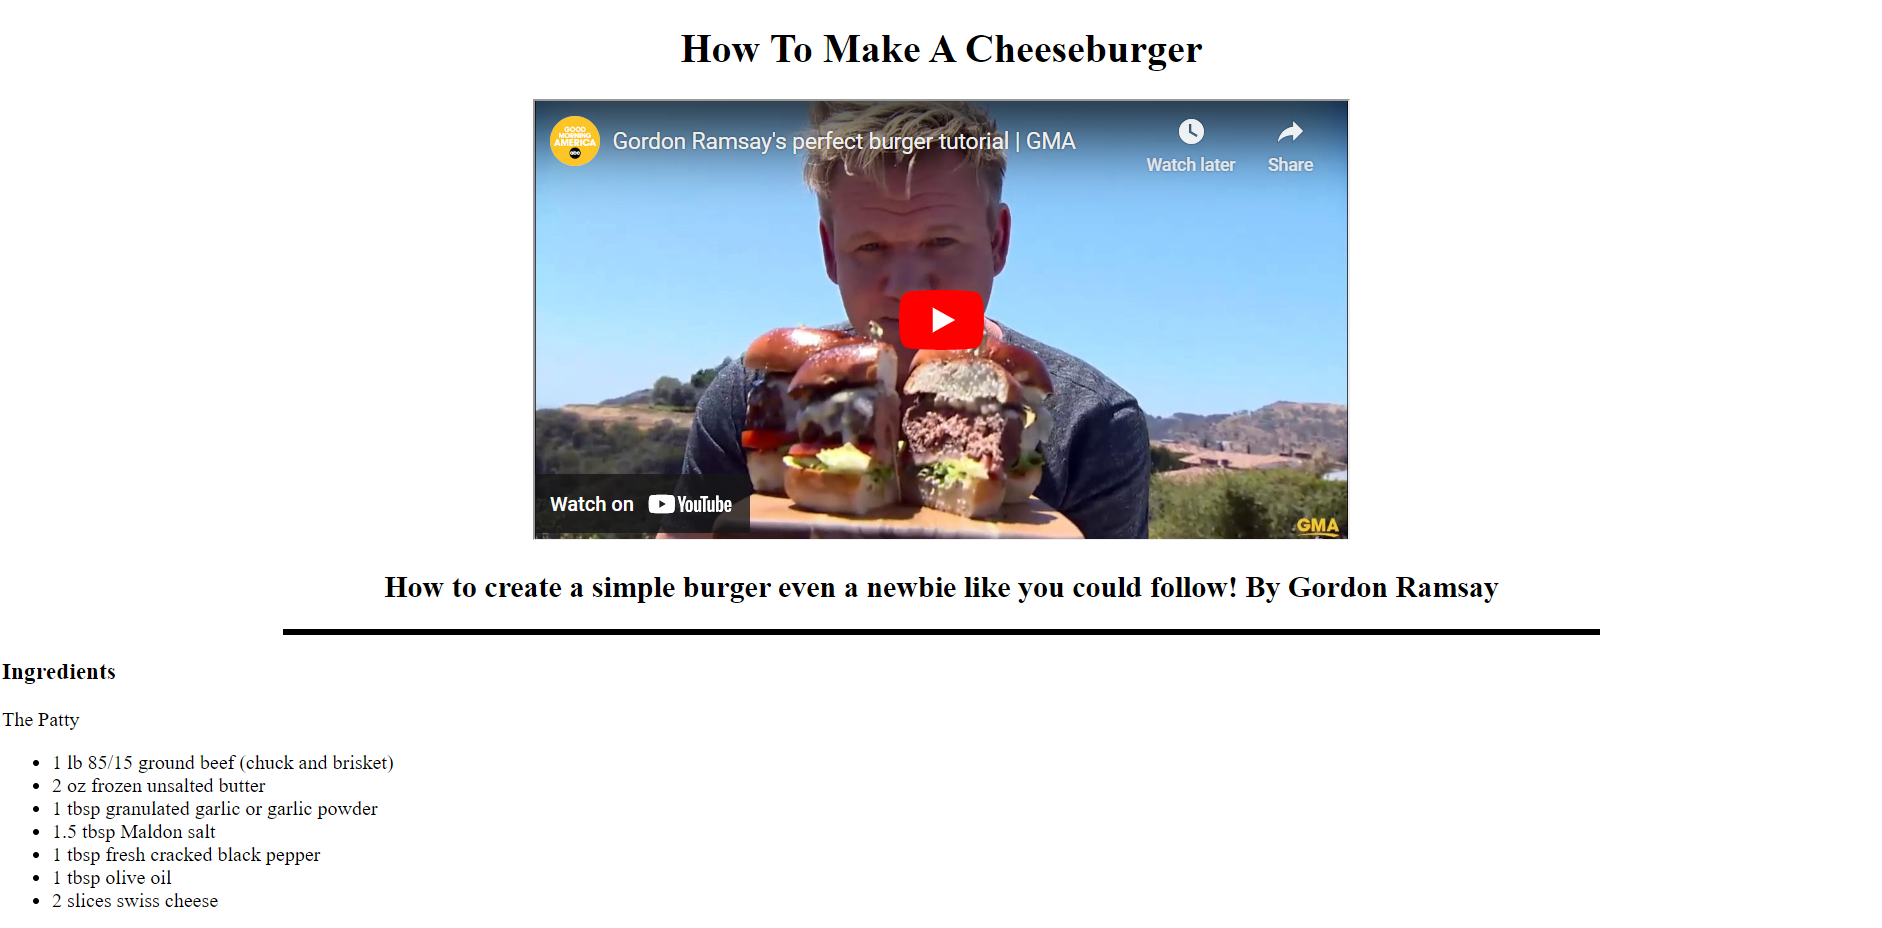 How To Make A Cheeseburger
GOOD
MORNING
AMERICA
abc
Gordon Ramsay's perfect burger tutorial | GMA
Watch later
Share
Watch on YouTube
GMA
How to create a simple burger even a newbie like you could follow! By Gordon Ramsay
Ingredients
The Patty
1 lb 85/15 ground beef (chuck and brisket)
2 oz frozen unsalted butter
1 tbsp granulated garlic or garlic powder
1.5 tbsp Maldon salt
1 tbsp fresh cracked black pepper
1 tbsp olive oil
2 slices swiss cheese